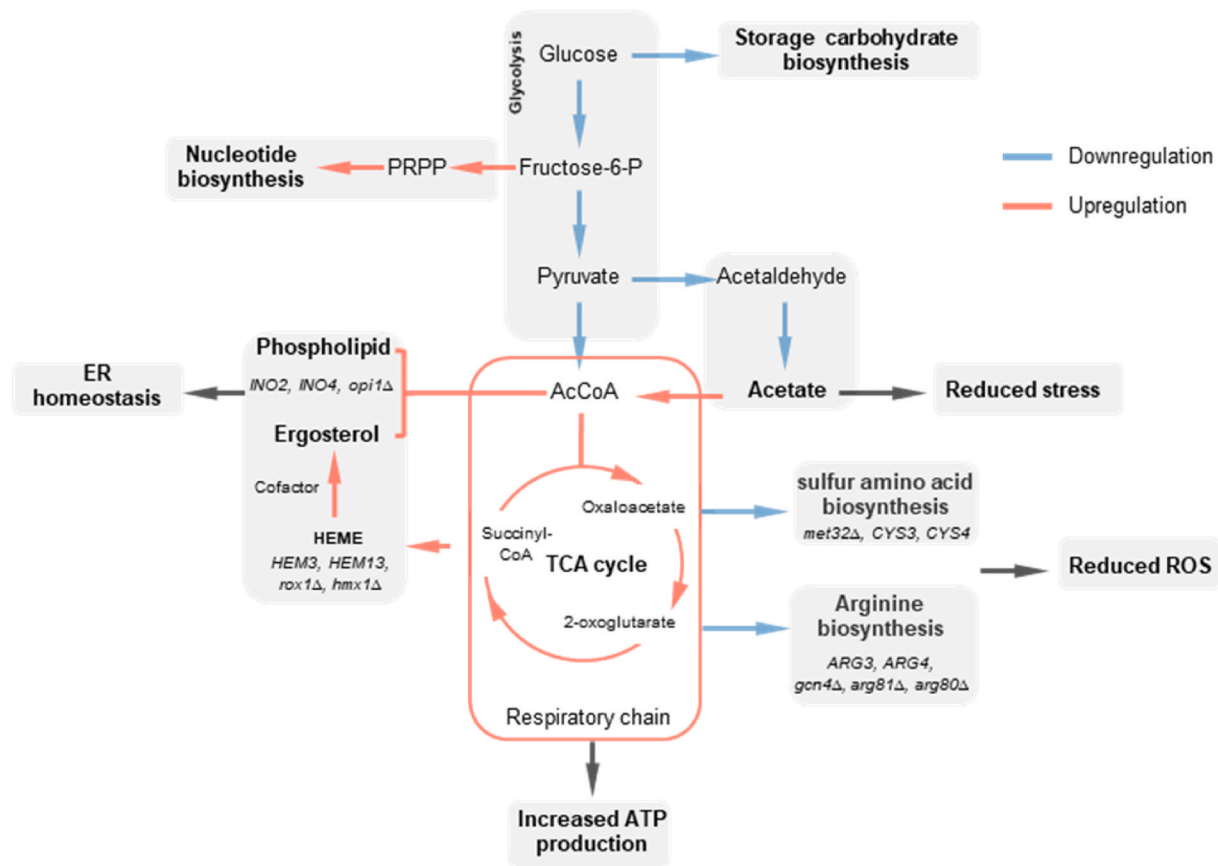 Glycolysis
Glucose
Storage carbohydrate
biosynthesis
Nucleotide
biosynthesis
PRPP
Fructose-6-P
Downregulation
Upregulation
Pyruvate
Acetaldehyde
Phospholipid
INO2, INO4, opi1Δ
ER
homeostasis
AcCoA
Acetate
Reduced stress
Ergosterol
Cofactor
HEME
HEM3, HEM13,
rox1Δ, hmx1Δ
Oxaloacetate
Succinyl-
CoA
TCA cycle
2-oxoglutarate
sulfur amino acid
biosynthesis
met32Δ, CYS3, CYS4
Reduced ROS
Arginine
biosynthesis
ARG3, ARG4,
gcn4Δ, arg81Δ, arg80Δ
Respiratory chain
Increased ATP
production